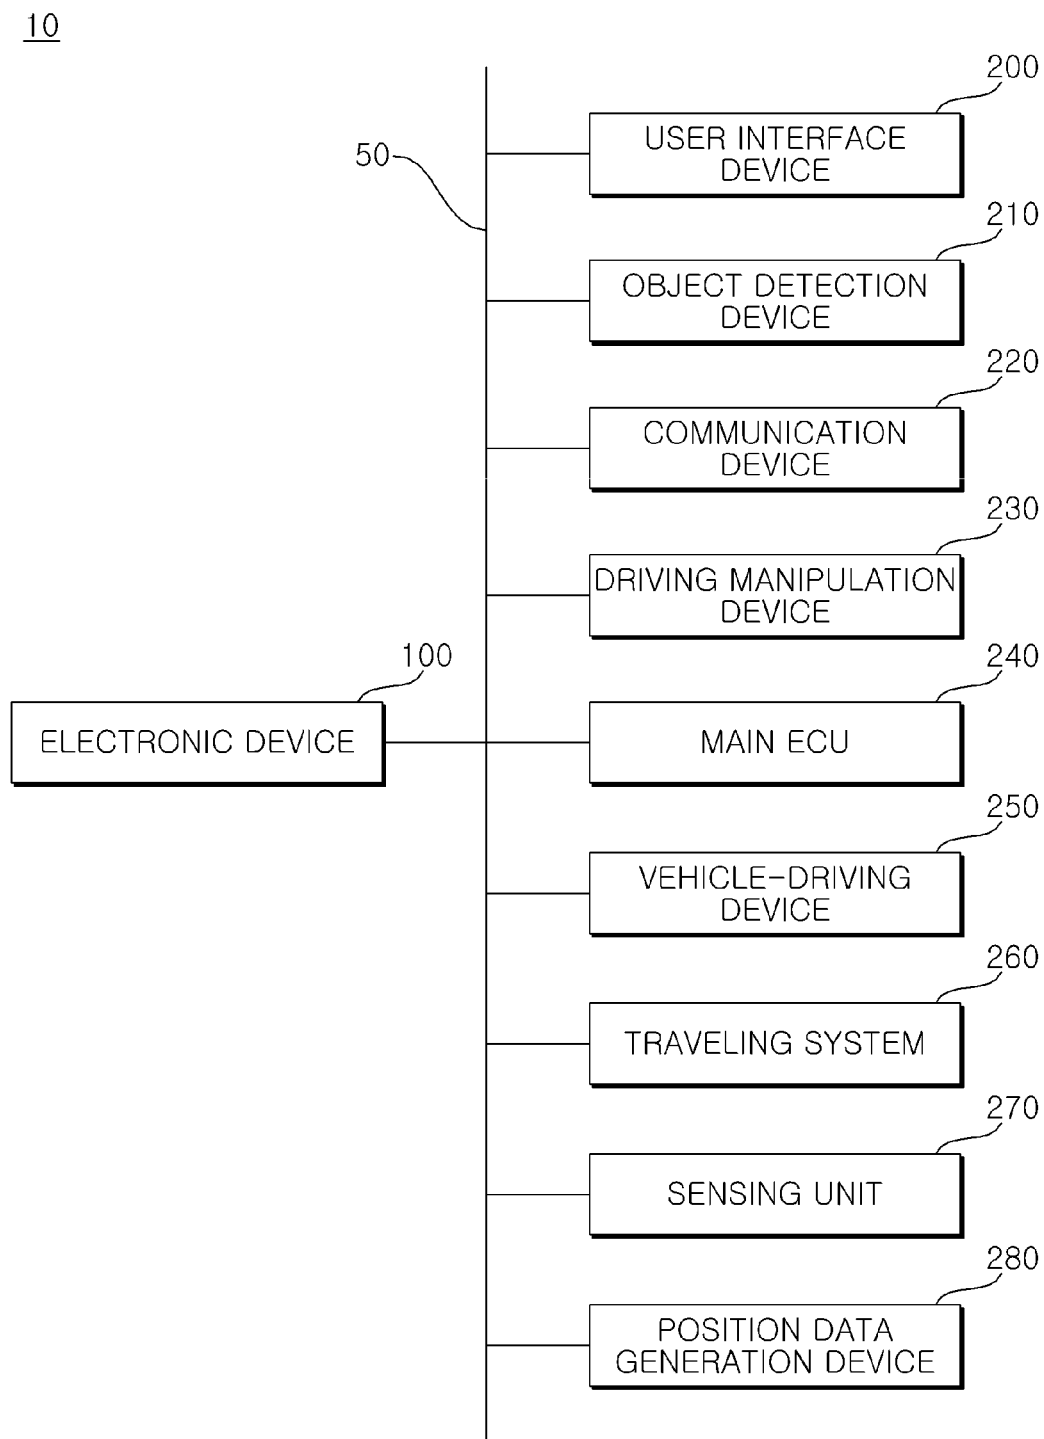 10
200
USER INTERFACE
DEVICE
50
210
OBJECT DETECTION
DEVICE
220
COMMUNICATION
DEVICE
230
DRIVING MANIPULATION
DEVICE
100
ELECTRONIC DEVICE
240
MAIN ECU
250
VEHICLE-DRIVING
DEVICE
260
TRAVELING SYSTEM
270
SENSING UNIT
280
POSITION DATA
GENERATION DEVICE